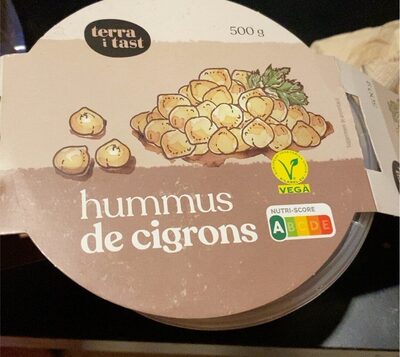 terra
i tast
500 g
VEGA
hummus
NUTRI-SCORE
A B C D E
de cigrons